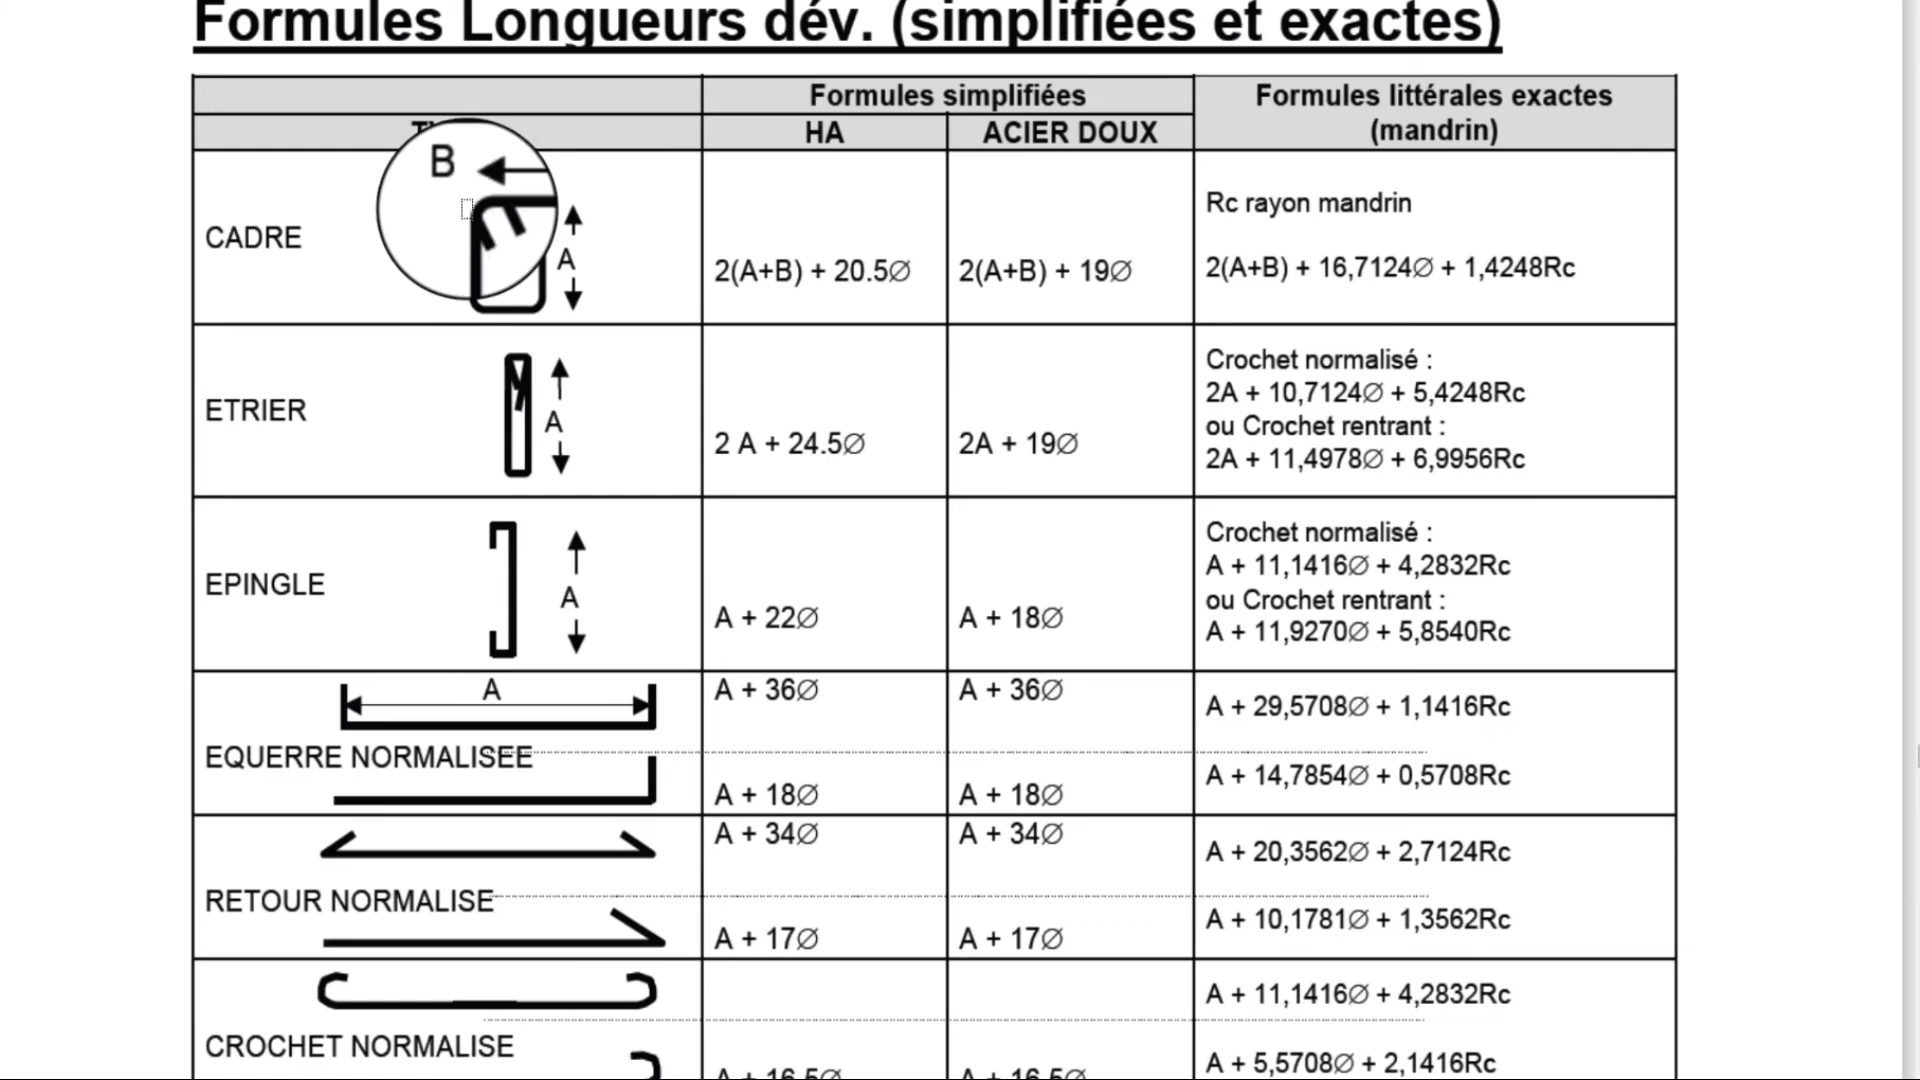 Formules Longueurs dév. (simplifiées et exactes)
Formules simplifiées
Formules littérales exactes
(mandrin)
HA
ACIER DOUX
B
A
CADRE
2(A+B) + 20.5∅
2(A+B) + 19∅
Rc rayon mandrin
2(A+B) + 16,7124∅ + 1,4248Rc
ETRIER
A
2 A + 24.5∅
2A + 19∅
Crochet normalisé :
2A + 10,7124∅ + 5,4248Rc
ou Crochet rentrant :
2A + 11,4978∅ + 6,9956Rc
EPINGLE
A
A + 22∅
A + 18∅
Crochet normalisé :
A + 11,1416∅ + 4,2832Rc
ou Crochet rentrant :
A + 11,9270∅ + 5,8540Rc
A
EQUERRE NORMALISEE
A + 36∅
A + 36∅
A + 29,5708∅ + 1,1416Rc
A + 18∅
A + 18∅
A + 14,7854∅ + 0,5708Rc
RETOUR NORMALISE
A + 34∅
A + 34∅
A + 20,3562∅ + 2,7124Rc
A + 17∅
A + 17∅
A + 10,1781∅ + 1,3562Rc
CROCHET NORMALISE
A + 11,1416∅ + 4,2832Rc
A + 16.5∅
A + 16.5∅
A + 5,5708∅ + 2,1416Rc